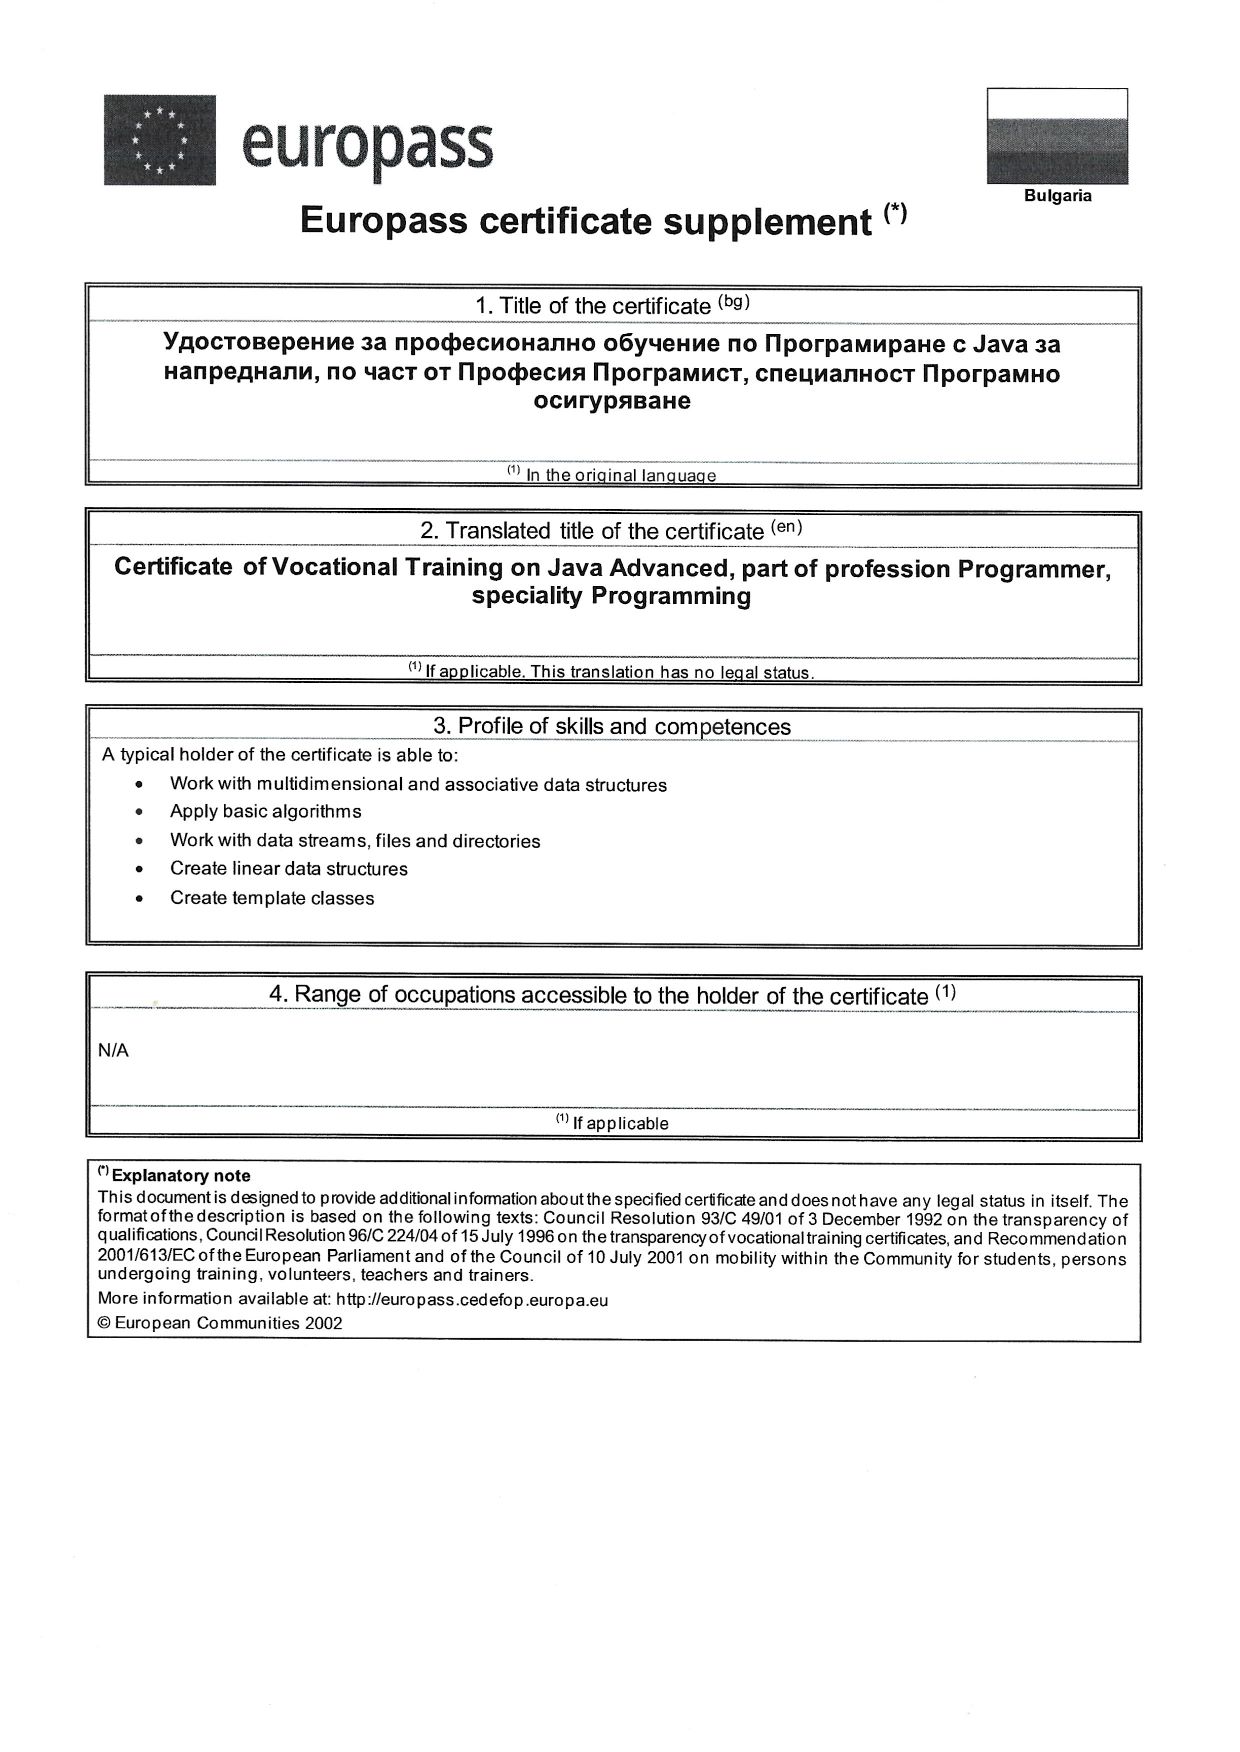 europass
Bulgaria
Europass certificate supplement (*)
1. Title of the certificate (bg)
Удостоверение за професионално обучение по Програмиране с Java за
напреднали, по част от Професия Програмист, специалност Програмно
осигуряване
(1) In the original language
2. Translated title of the certificate (en)
Certificate of Vocational Training on Java Advanced, part of profession Programmer,
speciality Programming
(1) If applicable. This translation has no legal status.
3. Profile of skills and competences
A typical holder of the certificate is able to:
• Work with multidimensional and associative data structures
• Apply basic algorithms
• Work with data streams, files and directories
• Create linear data structures
• Create template classes
4. Range of occupations accessible to the holder of the certificate (1)
N/A
(1) If applicable
(*) Explanatory note
This document is designed to provide additional information about the specified certificate and does not have any legal status in itself. The
format of the description is based on the following texts: Council Resolution 93/C 49/01 of 3 December 1992 on the transparency of
qualifications, Council Resolution 96/C 224/04 of 15 July 1996 on the transparency of vocational training certificates, and Recommendation
2001/613/EC of the European Parliament and of the Council of 10 July 2001 on mobility within the Community for students, persons
undergoing training, volunteers, teachers and trainers.
More information available at: http://europass.cedefop.europa.eu
© European Communities 2002